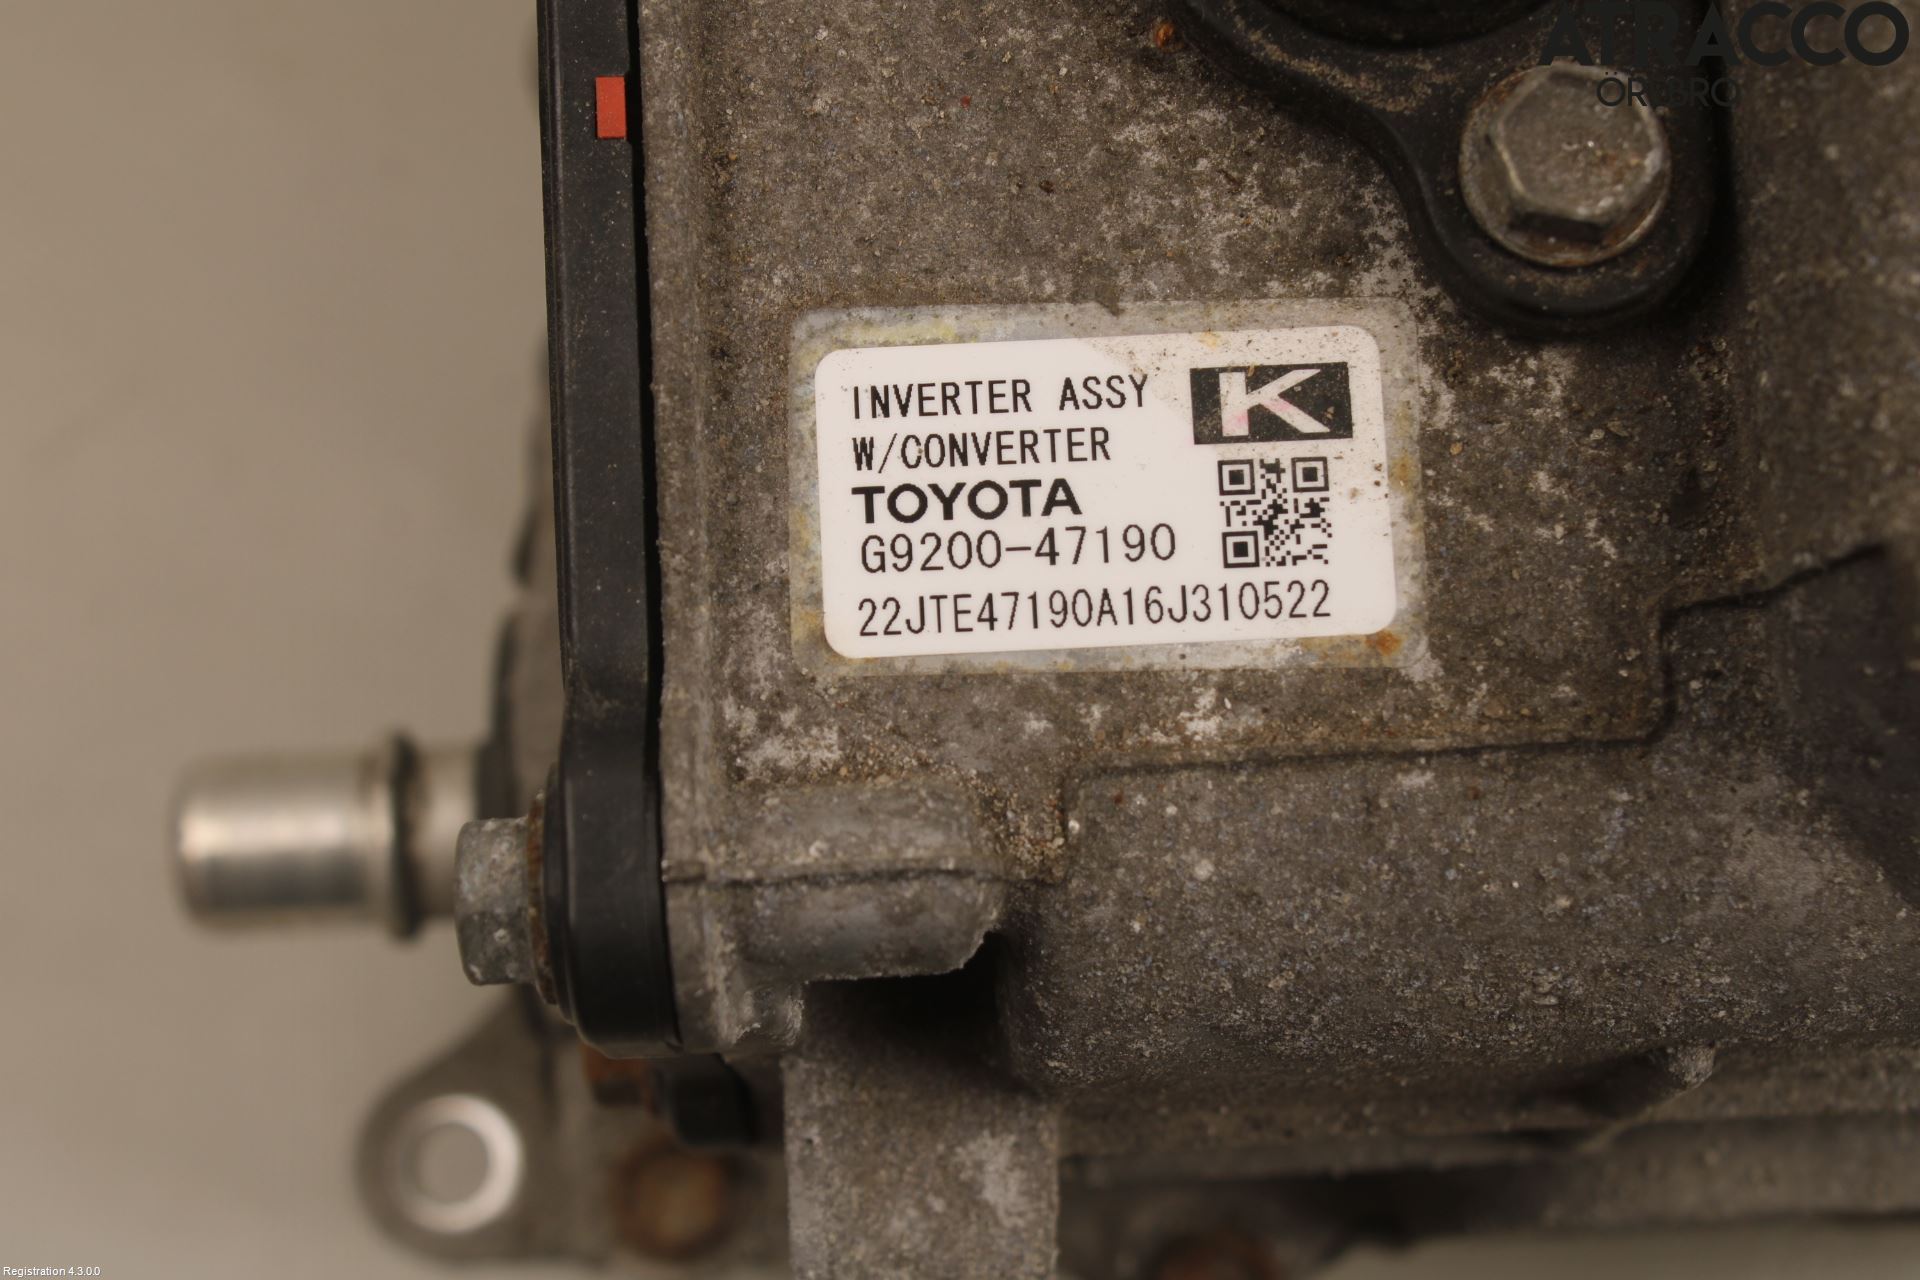 ATRACCO
ÖREBRO
INVERTER ASSY
K
W/CONVERTER
TOYOTA
G9200-47190
22JTE47190A16J310522
Registration 4.3.0.0